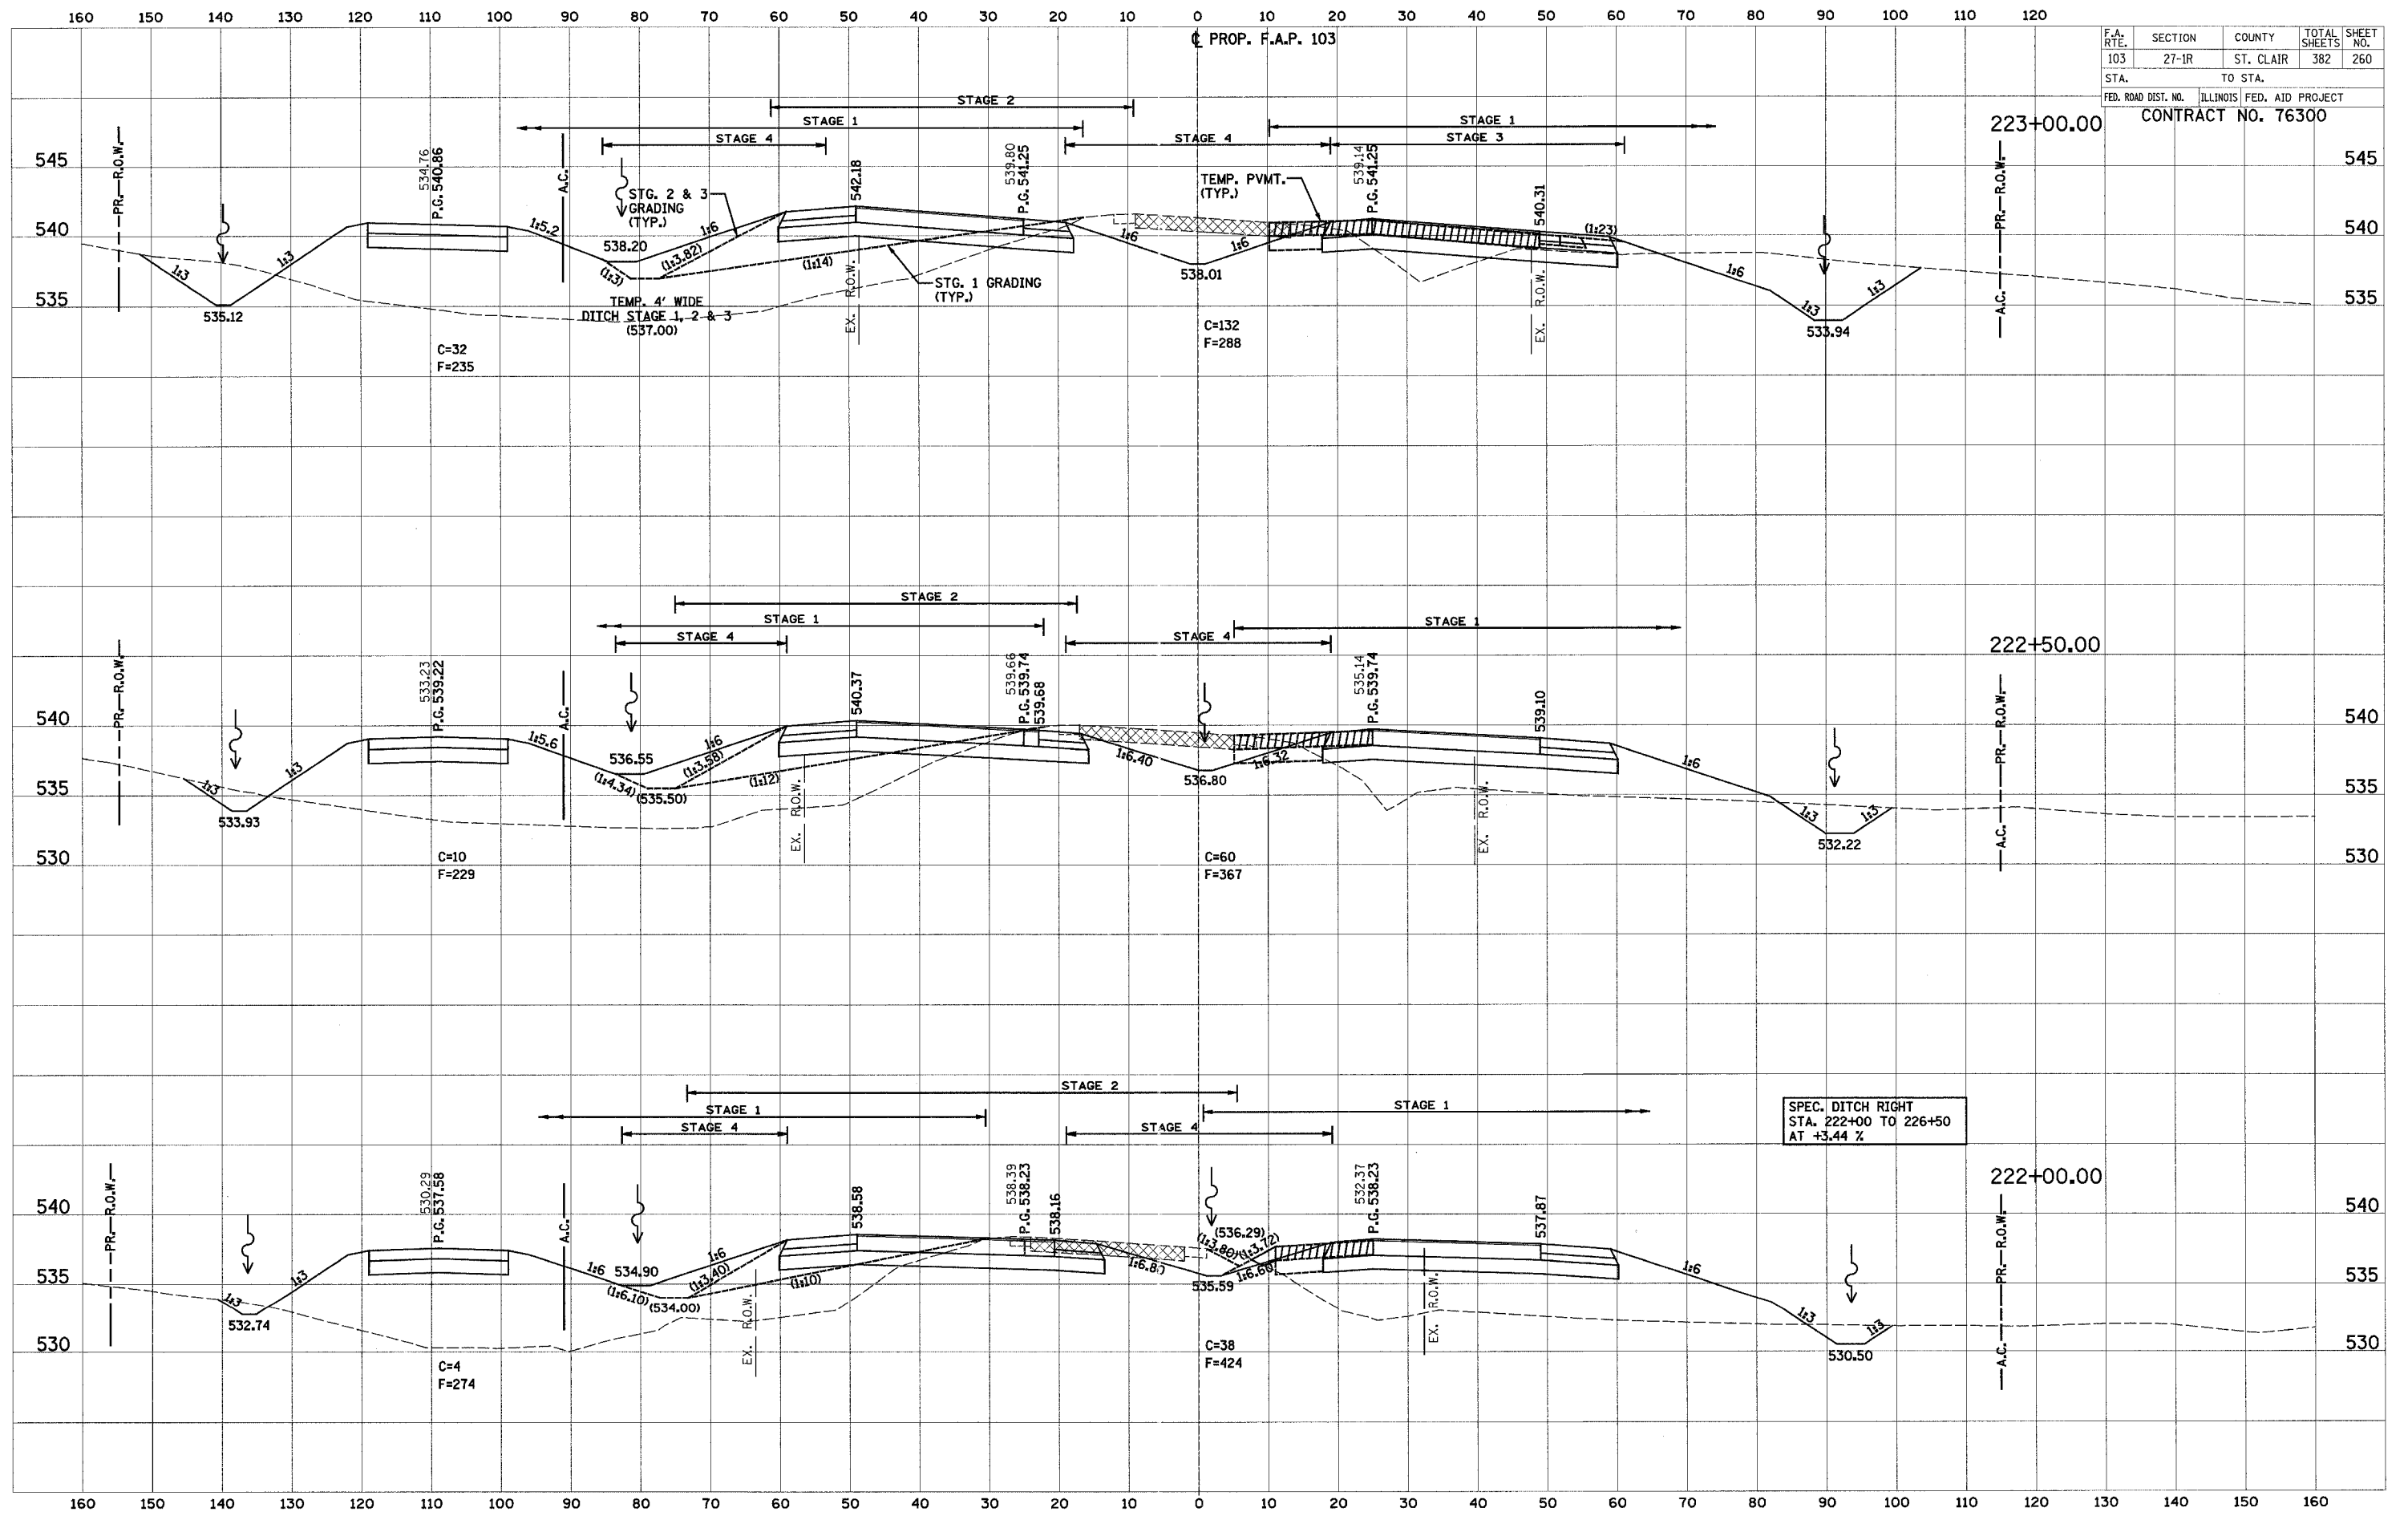 160 150 140 130 120 110 100 90 80 70 60 50 40 30 20 10 0 10 20 30 40 50 60 70 80 90 100 110 120
℄ PROP. F.A.P. 103
F.A. RTE. SECTION COUNTY TOTAL SHEETS SHEET NO.
103 27-1R ST. CLAIR 382 260
STA. TO STA.
FED. ROAD DIST. NO. ILLINOIS FED. AID PROJECT
CONTRACT NO. 76300
223+00.00
STAGE 2
STAGE 1
STAGE 1
STAGE 4
STAGE 4
STAGE 3
545
545
540
540
535
535
PR. R.O.W.
534.76
P.G. 540.86
A.C.
STG. 2 & 3
GRADING
(TYP.)
542.18
539.80
P.G. 541.25
TEMP. PVMT.
(TYP.)
539.14
P.G. 541.25
540.31
A.C. PR. R.O.W.
1:3
1:3
1:5.2
538.20
1:6
(1:3.82)
(1:3)
(1:14)
1:6
1:6
538.01
(1:23)
1:6
1:3
1:3
535.12
TEMP. 4' WIDE
DITCH STAGE 1, 2 & 3
(537.00)
EX. R.O.W.
STG. 1 GRADING
(TYP.)
EX. R.O.W.
533.94
C=32
F=235
C=132
F=288
222+50.00
STAGE 2
STAGE 1
STAGE 1
STAGE 4
STAGE 4
540
540
535
535
530
530
PR. R.O.W.
533.23
P.G. 539.22
A.C.
540.37
539.66
P.G. 539.74
539.68
535.14
P.G. 539.74
539.10
A.C. PR. R.O.W.
1:3
1:3
1:5.6
536.55
1:6
(1:3.58)
(1:4.34)
(535.50)
(1:12)
1:6.40
536.80
1:6.32
1:6
1:3
1:3
533.93
EX. R.O.W.
EX. R.O.W.
532.22
C=10
F=229
C=60
F=367
SPEC. DITCH RIGHT
STA. 222+00 TO 226+50
AT +3.44 %
222+00.00
STAGE 2
STAGE 1
STAGE 1
STAGE 4
STAGE 4
540
540
535
535
530
530
PR. R.O.W.
530.29
P.G. 537.58
A.C.
538.58
538.39
P.G. 538.23
538.16
(536.29)
532.37
P.G. 538.23
537.87
A.C. PR. R.O.W.
1:3
1:3
1:6
534.90
1:6
(1:3.40)
(1:6.10)
(534.00)
(1:10)
(1:3.80)
(1:3.72)
535.59
1:6.60
1:6
1:3
1:3
532.74
EX. R.O.W.
EX. R.O.W.
530.50
C=4
F=274
C=38
F=424
160 150 140 130 120 110 100 90 80 70 60 50 40 30 20 10 0 10 20 30 40 50 60 70 80 90 100 110 120 130 140 150 160